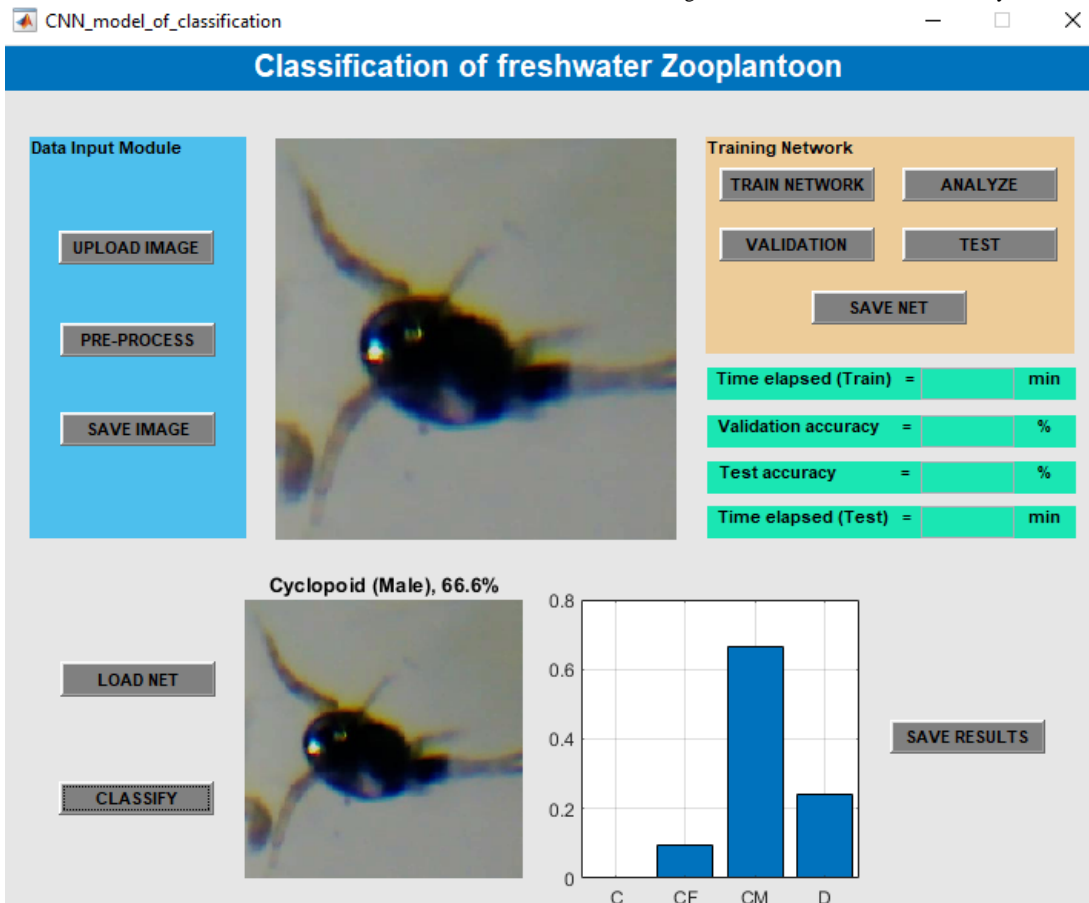 CNN_model_of_classification
Classification of freshwater Zooplantoon
Data Input Module
UPLOAD IMAGE
PRE-PROCESS
SAVE IMAGE
Training Network
TRAIN NETWORK ANALYZE
VALIDATION TEST
SAVE NET
Time elapsed (Train) = min
Validation accuracy = %
Test accuracy = %
Time elapsed (Test) = min
Cyclopoid (Male), 66.6%
LOAD NET
CLASSIFY
0.8
0.6
0.4
0.2
0
C CF CM D
SAVE RESULTS